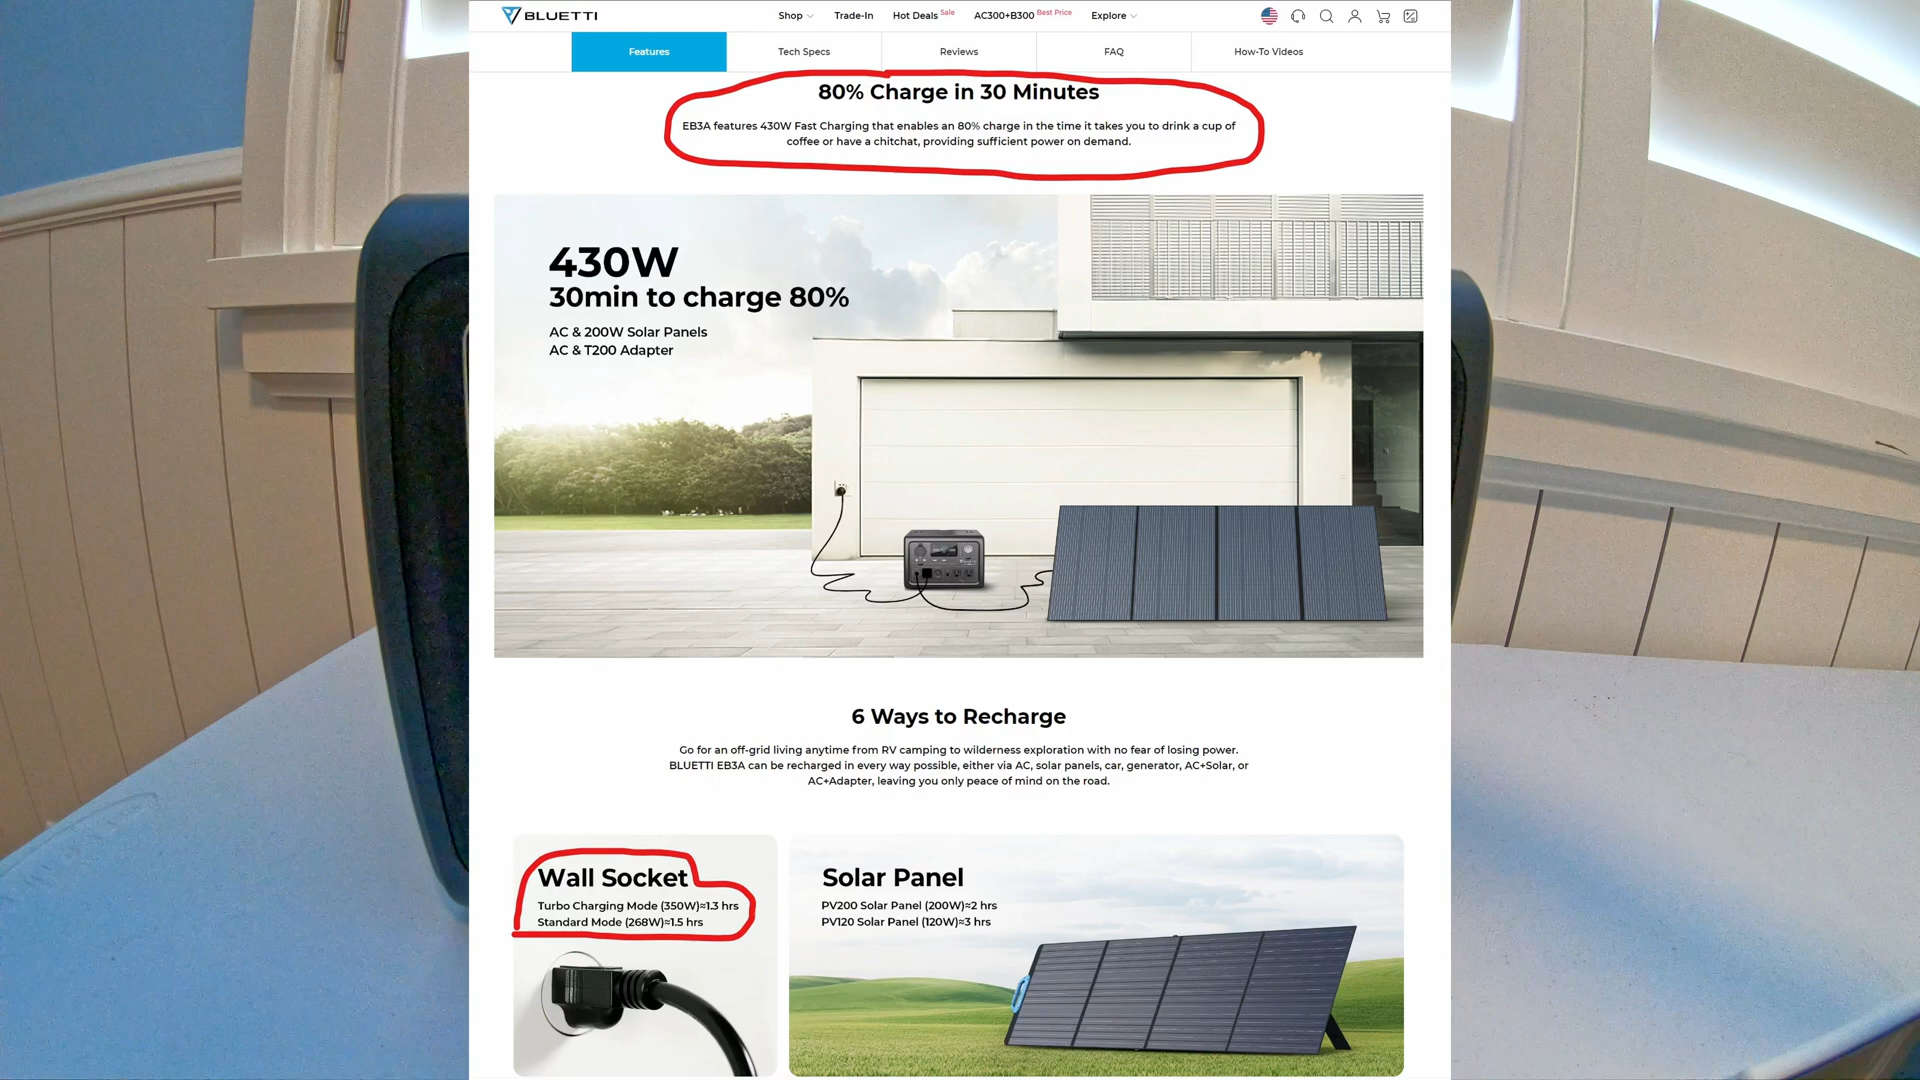 BLUETTI
Shop Trade-In Hot Deals Sale AC300+B300 Best Price Explore
Features Tech Specs Reviews FAQ How-To Videos
80% Charge in 30 Minutes
EB3A features 430W Fast Charging that enables an 80% charge in the time it takes you to drink a cup of
coffee or have a chitchat, providing sufficient power on demand.
430W
30min to charge 80%
AC & 200W Solar Panels
AC & T200 Adapter
6 Ways to Recharge
Go for an off-grid living anytime from RV camping to wilderness exploration with no fear of losing power.
BLUETTI EB3A can be recharged in every way possible, either via AC, solar panels, car, generator, AC+Solar, or
AC+Adapter, leaving you only peace of mind on the road.
Wall Socket
Turbo Charging Mode (350W)≈1.3 hrs
Standard Mode (268W)≈1.5 hrs
Solar Panel
PV200 Solar Panel (200W)≈2 hrs
PV120 Solar Panel (120W)≈3 hrs